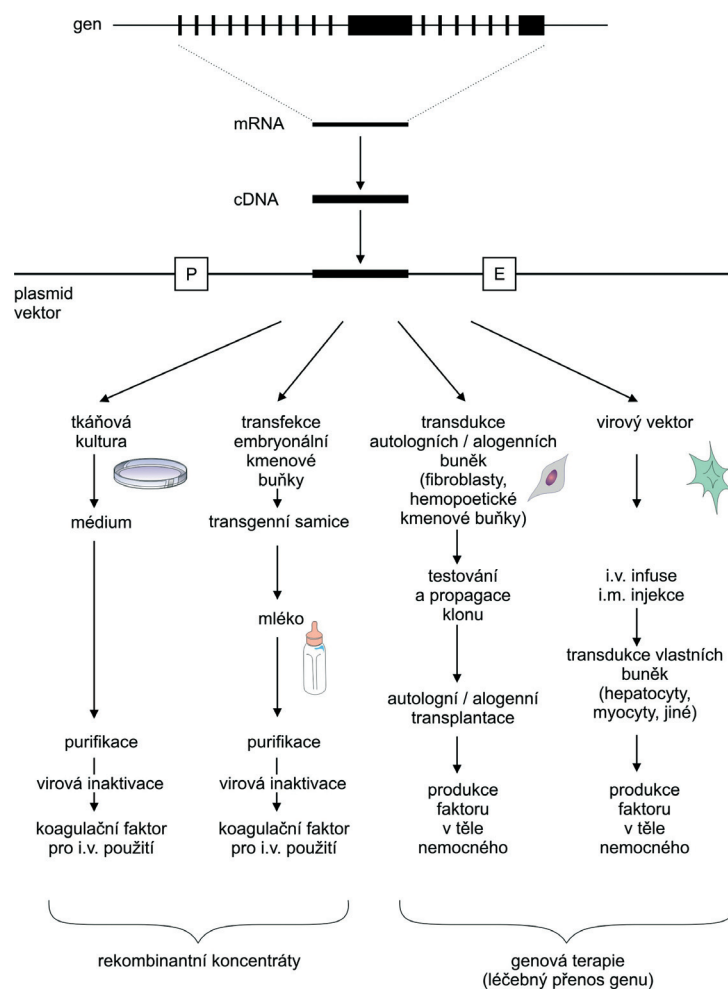 gen
mRNA
cDNA
P
E
plasmid
vektor
tkáňová
kultura
médium
purifikace
virová inaktivace
koagulační faktor
pro i.v. použití
transfekce
embryonální
kmenové
buňky
transgenní samice
mléko
purifikace
virová inaktivace
koagulační faktor
pro i.v. použití
transdukce
autologních / alogenních
buněk
(fibroblasty,
hemopoetické
kmenové buňky)
testování
a propagace
klonu
autologní / alogenní
transplantace
produkce
faktoru
v těle
nemocného
virový vektor
i.v. infuse
i.m. injekce
transdukce vlastních
buněk
(hepatocyty,
myocyty, jiné)
produkce
faktoru
v těle
nemocného
rekombinantní koncentráty
genová terapie
(léčebný přenos genu)